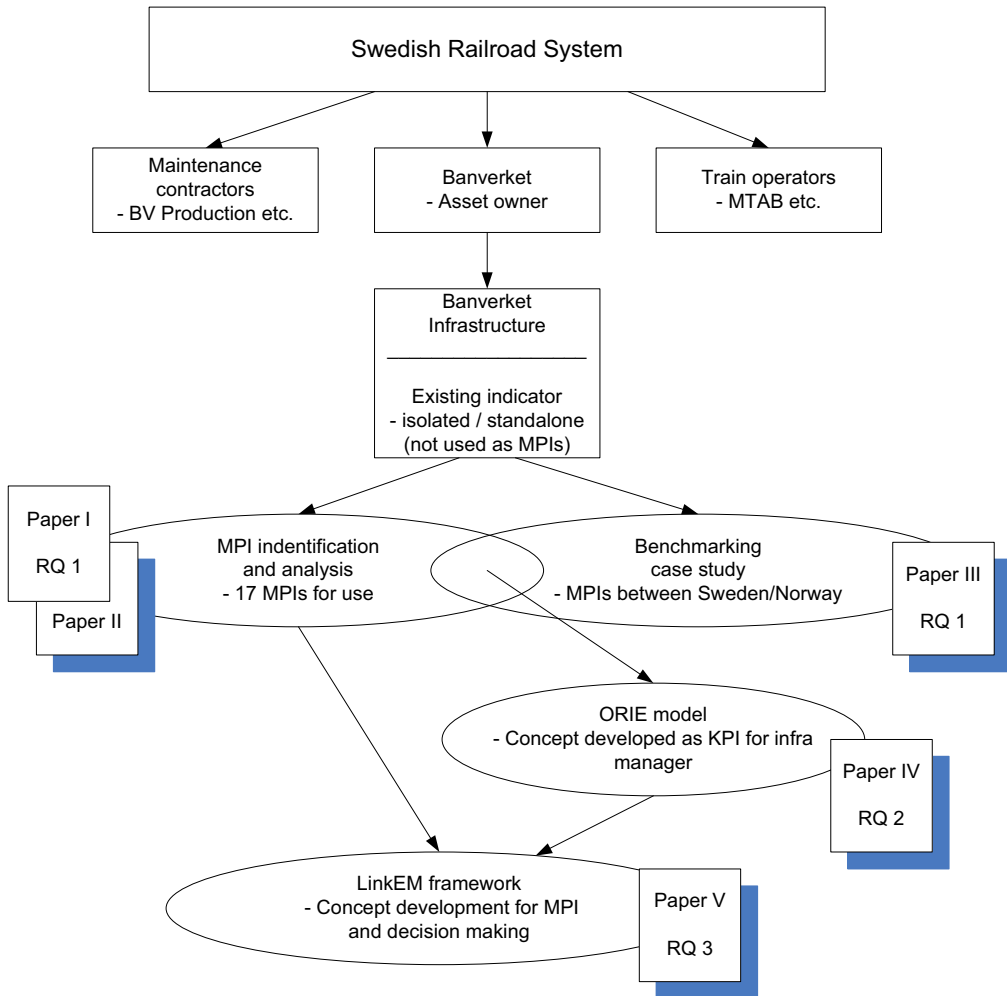 Swedish Railroad System
Maintenance
contractors
- BV Production etc.
Banverket
- Asset owner
Train operators
- MTAB etc.
Banverket
Infrastructure
Existing indicator
- isolated / standalone
(not used as MPIs)
Paper I
RQ 1
Paper II
MPI indentification
and analysis
- 17 MPIs for use
Benchmarking
case study
- MPIs between Sweden/Norway
Paper III
RQ 1
ORIE model
- Concept developed as KPI for infra
manager
Paper IV
RQ 2
LinkEM framework
- Concept development for MPI
and decision making
Paper V
RQ 3